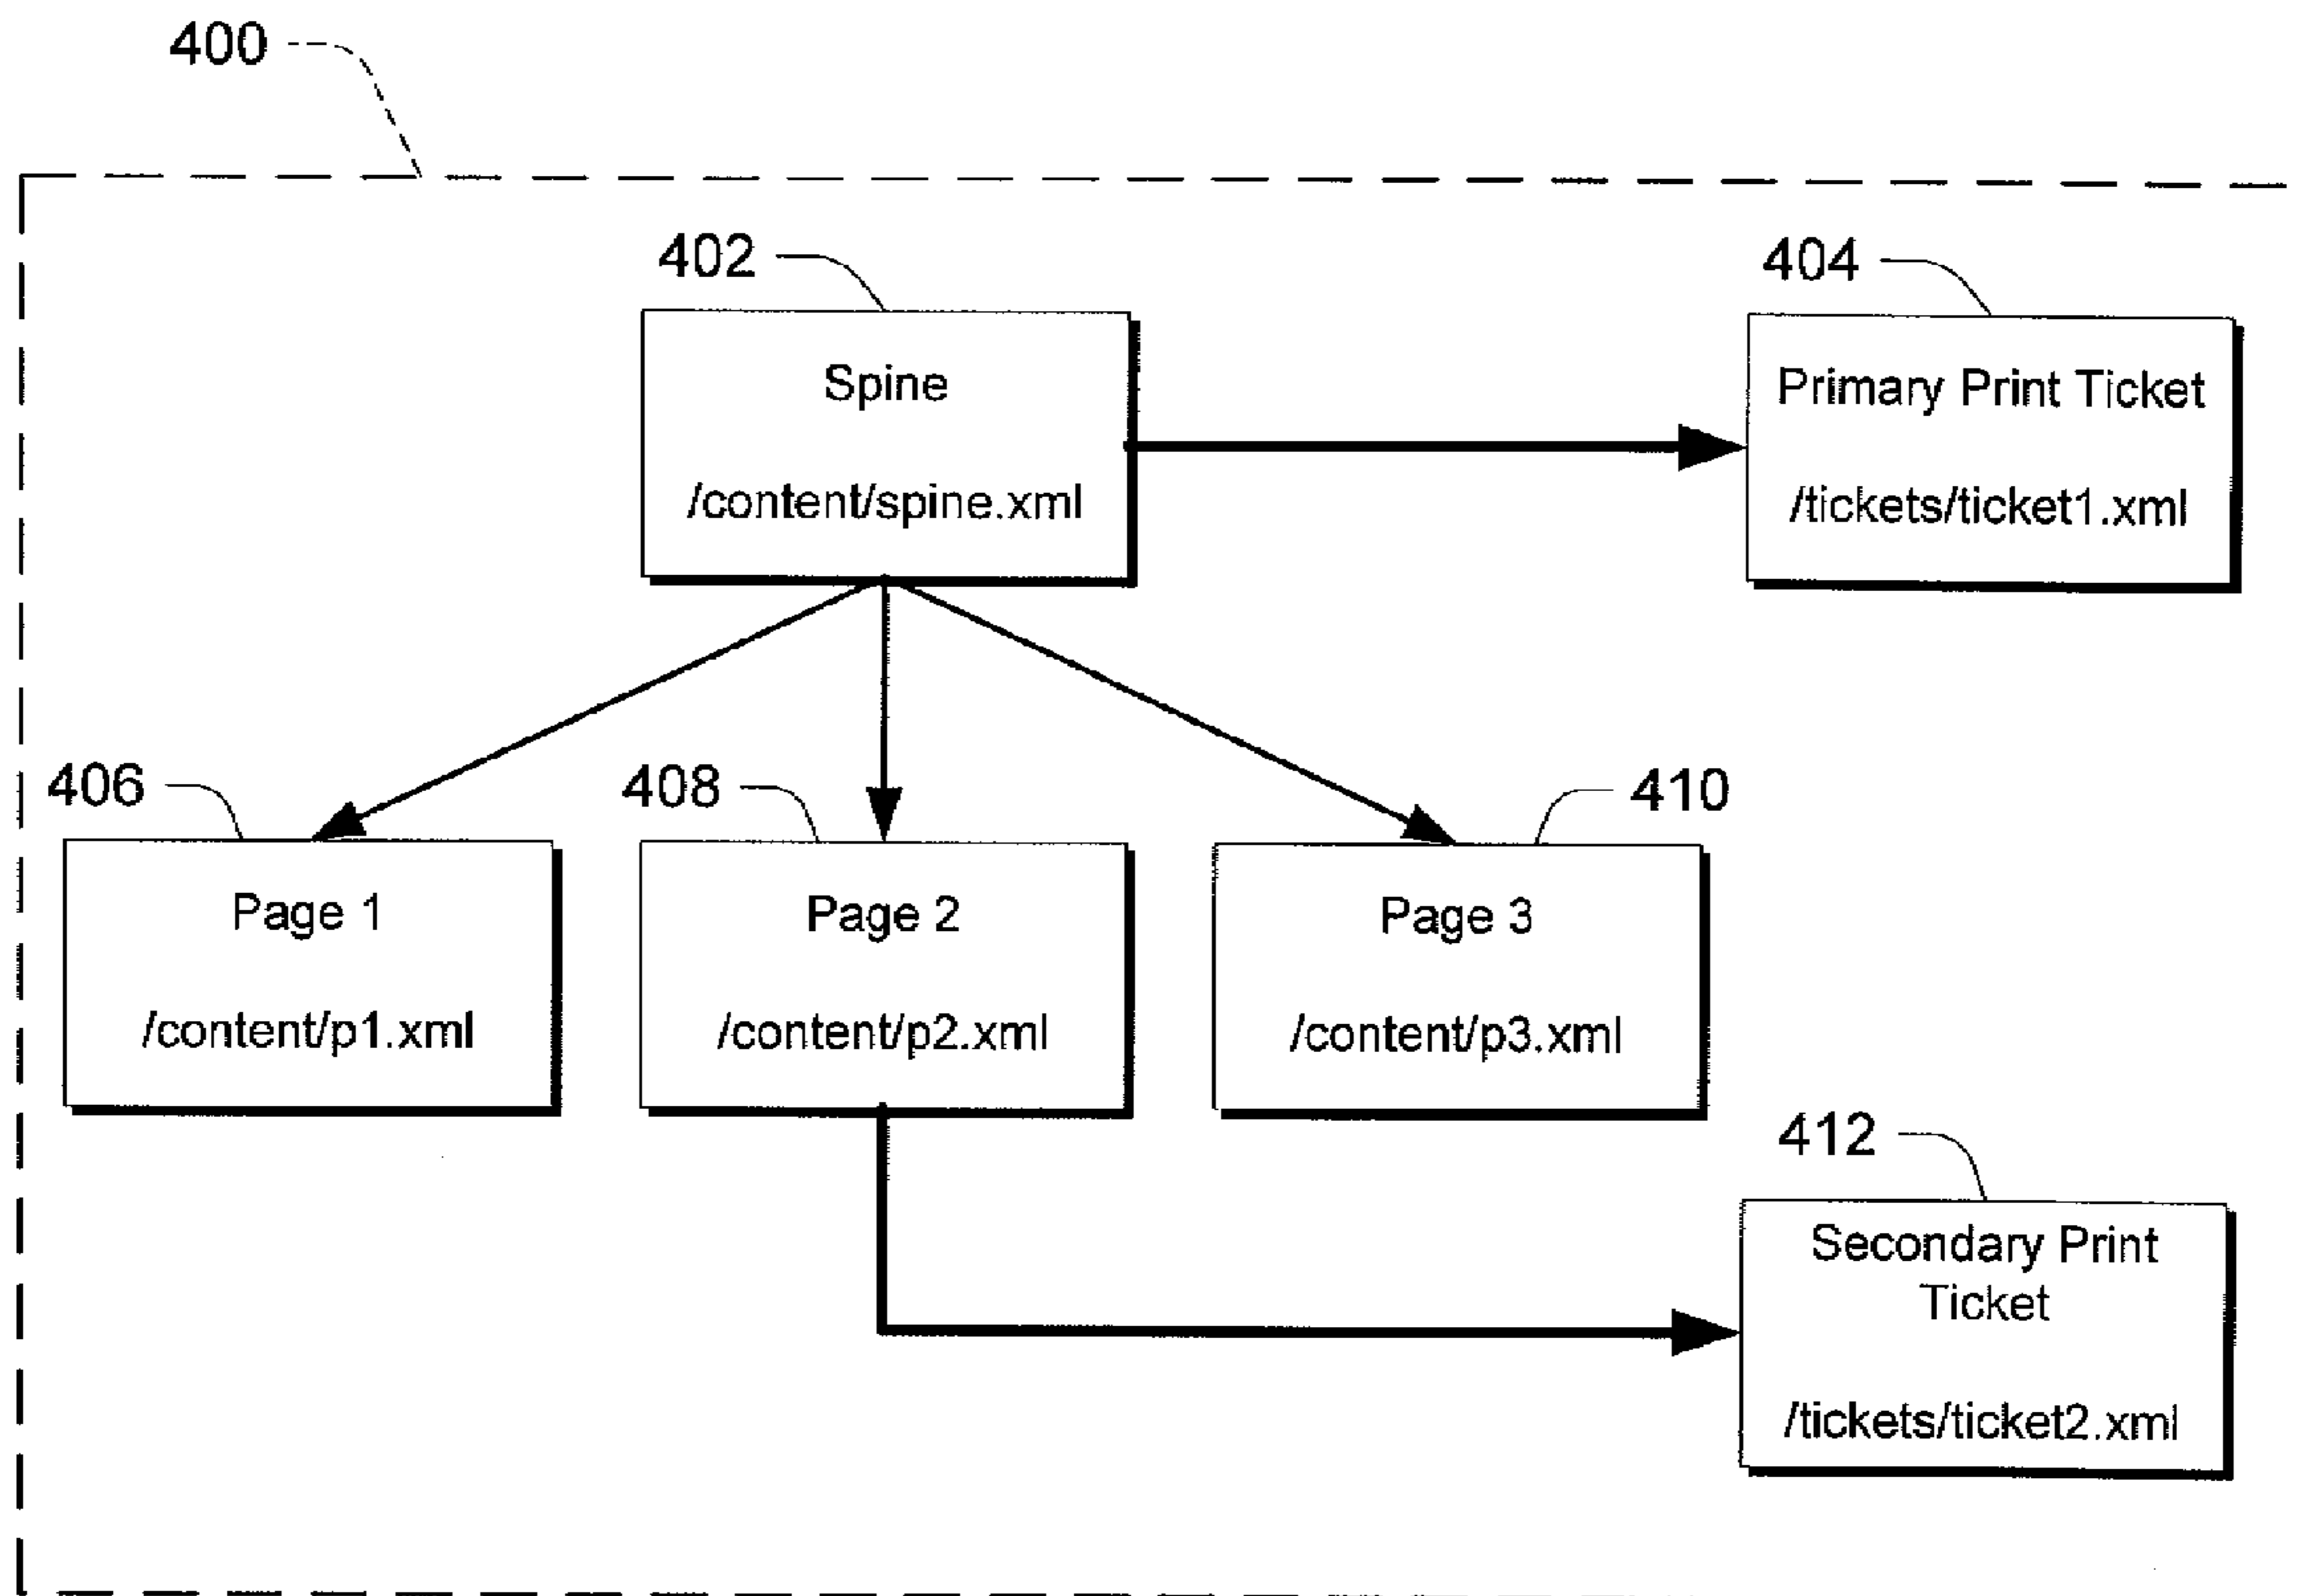 400
402
404
Spine
/content/spine.xml
Primary Print Ticket
/tickets/ticket1.xml
406
408
410
Page 1
/content/p1.xml
Page 2
/content/p2.xml
Page 3
/content/p3.xml
412
Secondary Print
Ticket
/tickets/ticket2.xml